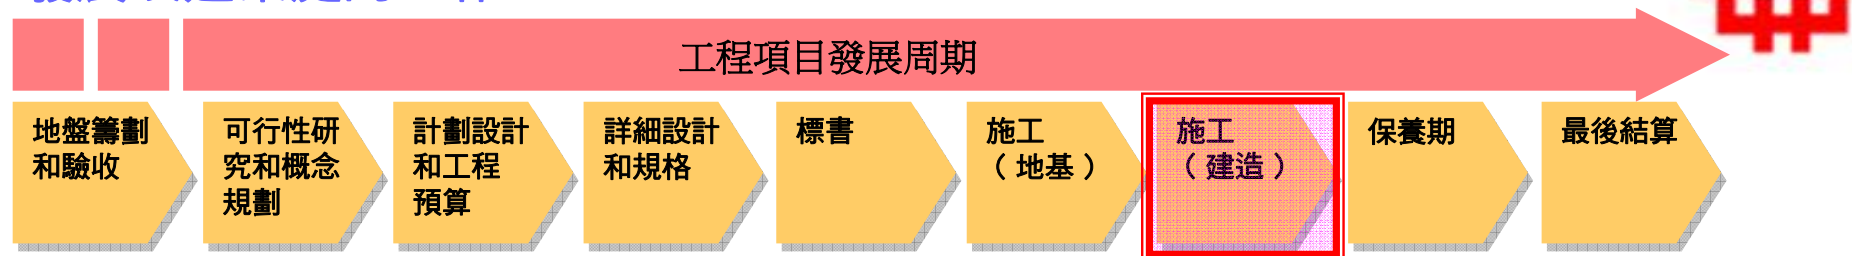 工程項目發展周期
地盤籌劃
和驗收
可行性研
究和概念
規劃
計劃設計
和工程
預算
詳細設計
和規格
標書
施工
（地基）
施工
（建造）
保養期
最後結算